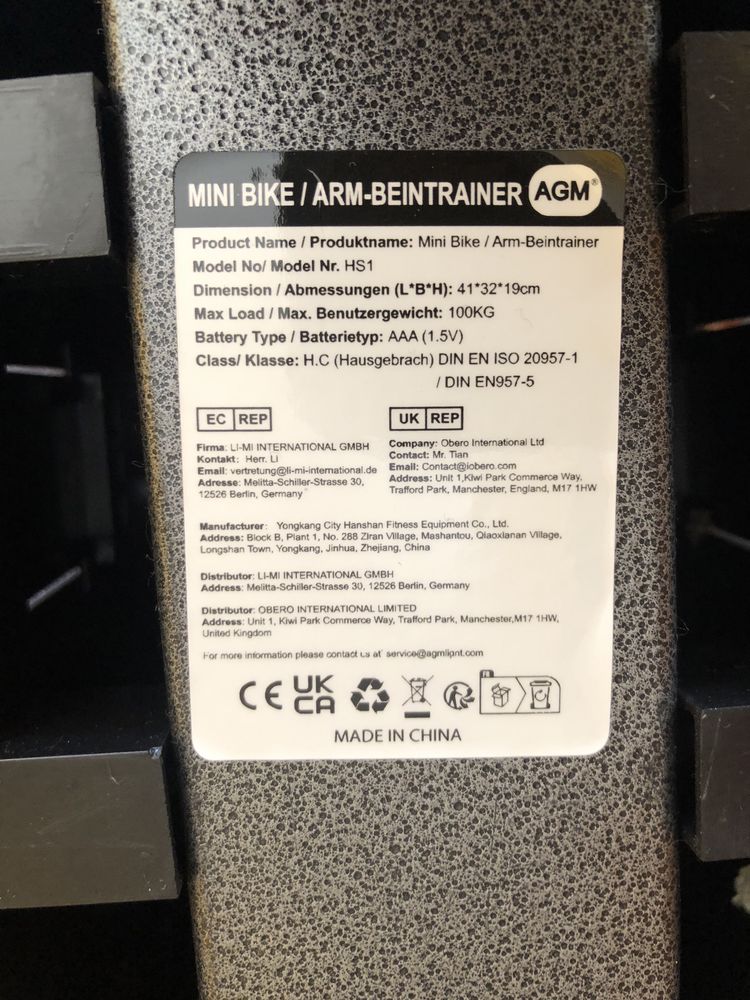 MINI BIKE / ARM-BEINTRAINER AGM®
Product Name / Produktname: Mini Bike / Arm-Beintrainer
Model No/ Model Nr. HS1
Dimension / Abmessungen (L*B*H): 41*32*19cm
Max Load / Max. Benutzergewicht: 100KG
Battery Type / Batterietyp: AAA (1.5V)
Class/ Klasse: H.C (Hausgebrach) DIN EN ISO 20957-1
/ DIN EN957-5
EC REP
Firma: LI-MI INTERNATIONAL GMBH
Kontakt: Herr. Li
Email: vertretung@li-mi-international.de
Adresse: Melitta-Schiller-Strasse 30,
12526 Berlin, Germany
UK REP
Company: Obero International Ltd
Contact: Mr. Tian
Email: Contact@iobero.com
Address: Unit 1,Kiwi Park Commerce Way,
Trafford Park, Manchester, England, M17 1HW
Manufacturer: Yongkang City Hanshan Fitness Equipment Co., Ltd.
Address: Block B, Plant 1, No. 288 Ziran Village, Mashantou, Qiaoxianan Village,
Longshan Town, Yongkang, Jinhua, Zhejiang, China
Distributor: LI-MI INTERNATIONAL GMBH
Address: Melitta-Schiller-Strasse 30, 12526 Berlin, Germany
Distributor: OBERO INTERNATIONAL LIMITED
Address: Unit 1, Kiwi Park Commerce Way, Trafford Park, Manchester,M17 1HW,
United Kingdom
For more information please contact us at service@agmlipnt.com
CE UK CA
MADE IN CHINA